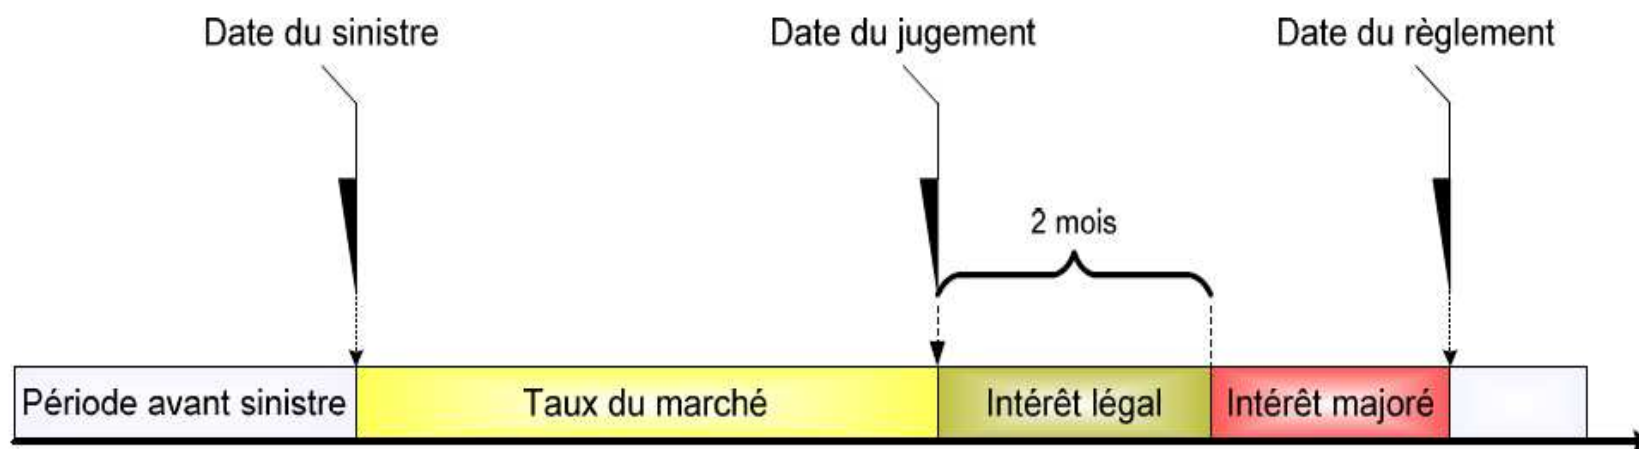 Date du sinistre
Date du jugement
Date du règlement
2 mois
Période avant sinistre
Taux du marché
Intérêt légal
Intérêt majoré